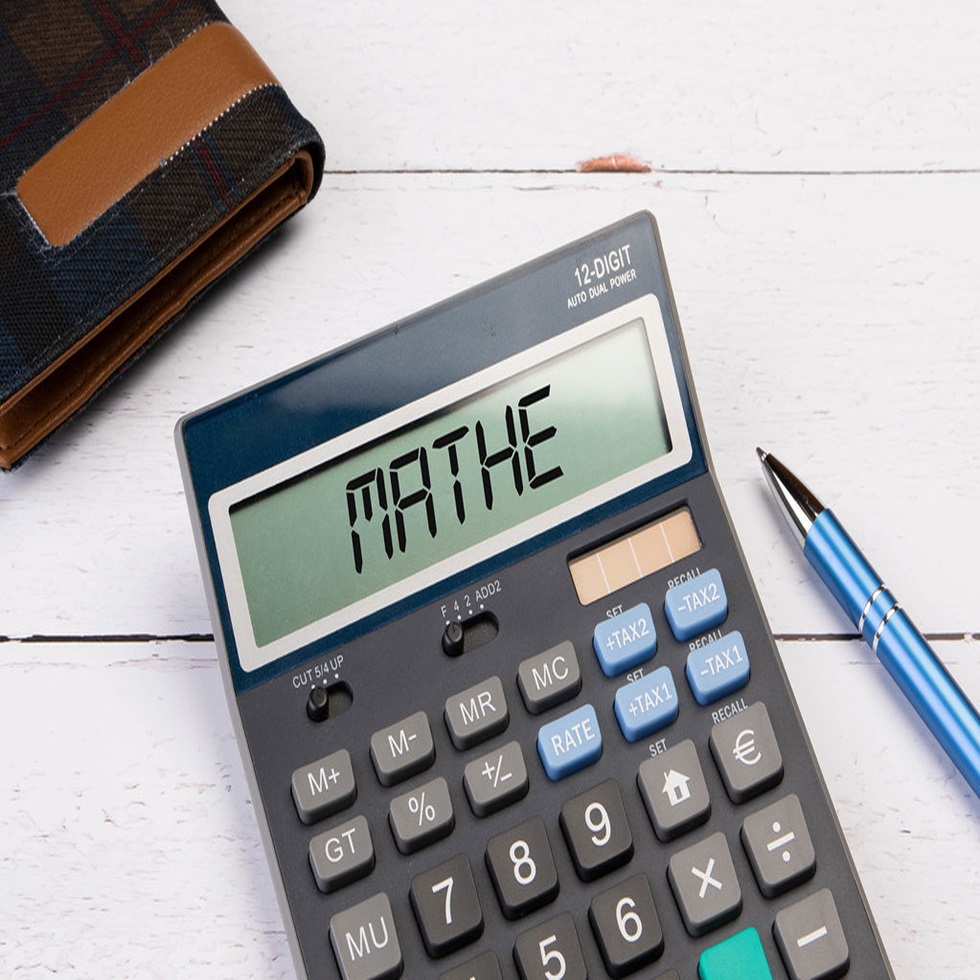 12-DIGIT
AUTO DUAL POWER
MATHE
F 4 2 ADD2
CUT 5/4 UP
SET RECALL
+TAX2 -TAX2
SET RECALL
M+ M- MR MC RATE +TAX1 -TAX1
SET RECALL
GT % +/- €
MU 7 8 9 × ÷
5 6 −